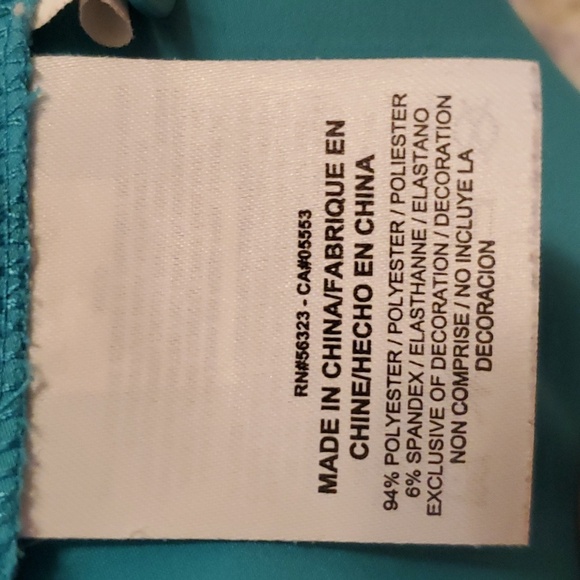 RN#56323 - CA#05553
MADE IN CHINA/FABRIQUE EN
CHINE/HECHO EN CHINA
94% POLYESTER / POLYESTER / POLIESTER
6% SPANDEX / ELASTHANNE / ELASTANO
EXCLUSIVE OF DECORATION / DECORATION
NON COMPRISE / NO INCLUYE LA
DECORACION